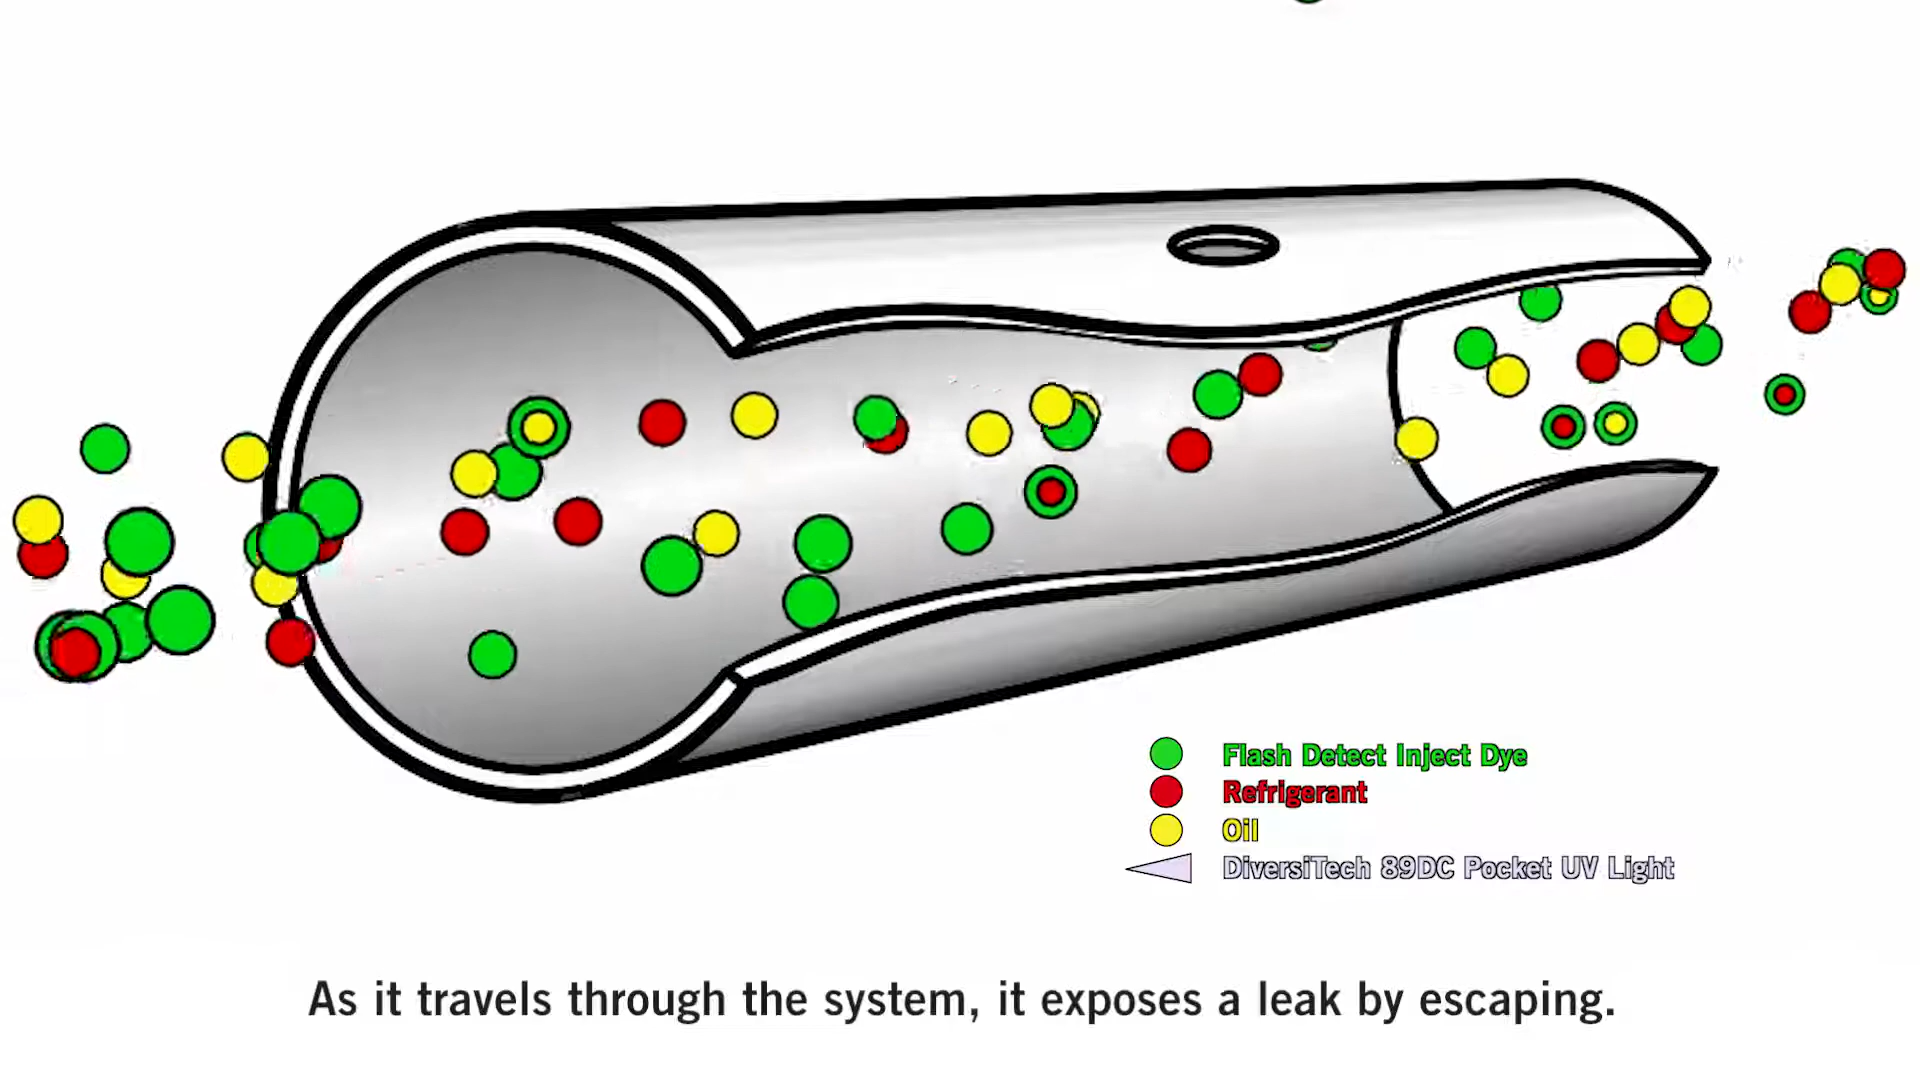 Flash Detect Inject Dye
Refrigerant
Oil
DiversiTech 89DC Pocket UV Light
As it travels through the system, it exposes a leak by escaping.